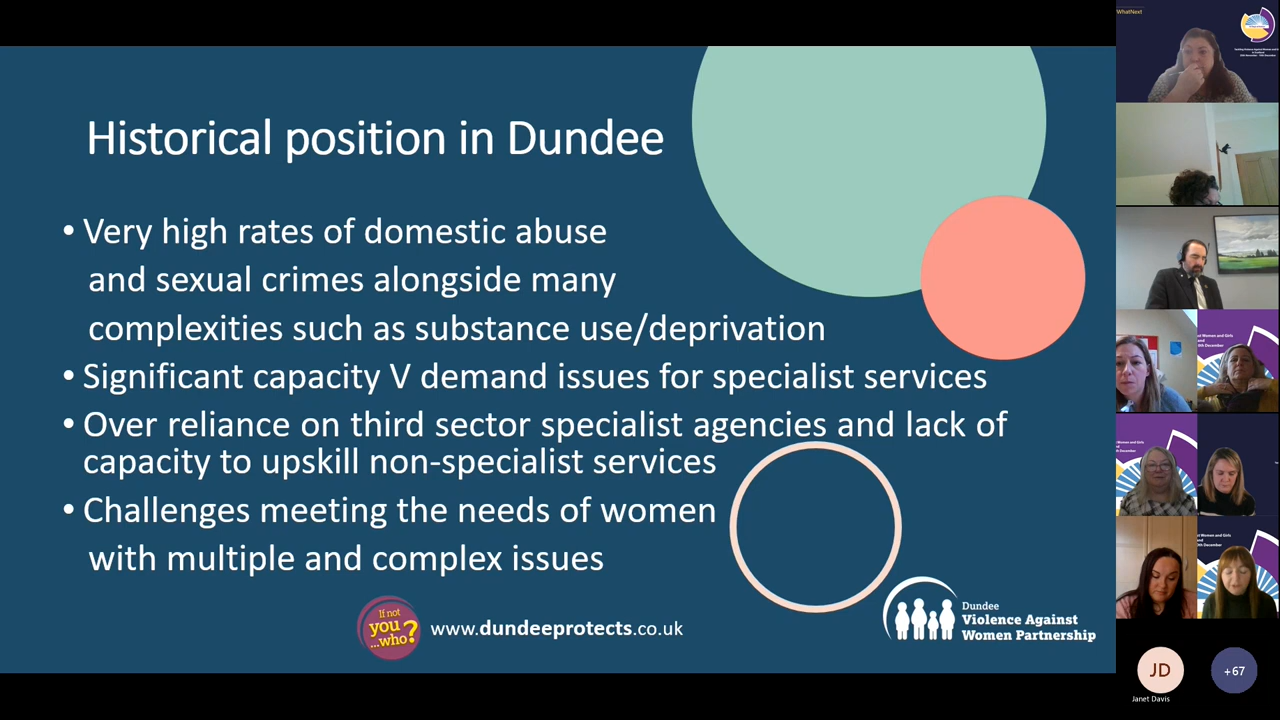 Historical position in Dundee
• Very high rates of domestic abuse
and sexual crimes alongside many
complexities such as substance use/deprivation
• Significant capacity V demand issues for specialist services
• Over reliance on third sector specialist agencies and lack of
capacity to upskill non-specialist services
• Challenges meeting the needs of women
with multiple and complex issues
If not
you
...who?
www.dundeeprotects.co.uk
Dundee
Violence Against
Women Partnership
WhatNext
JD
Janet Davis
+67